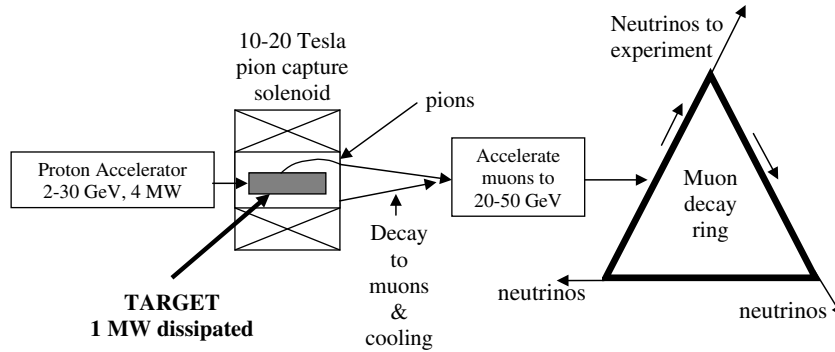 10-20 Tesla
pion capture
solenoid
pions
Proton Accelerator
2-30 GeV, 4 MW
TARGET
1 MW dissipated
Decay
to
muons
&
cooling
Accelerate
muons to
20-50 GeV
Neutrinos to
experiment
Muon
decay
ring
neutrinos
neutrinos